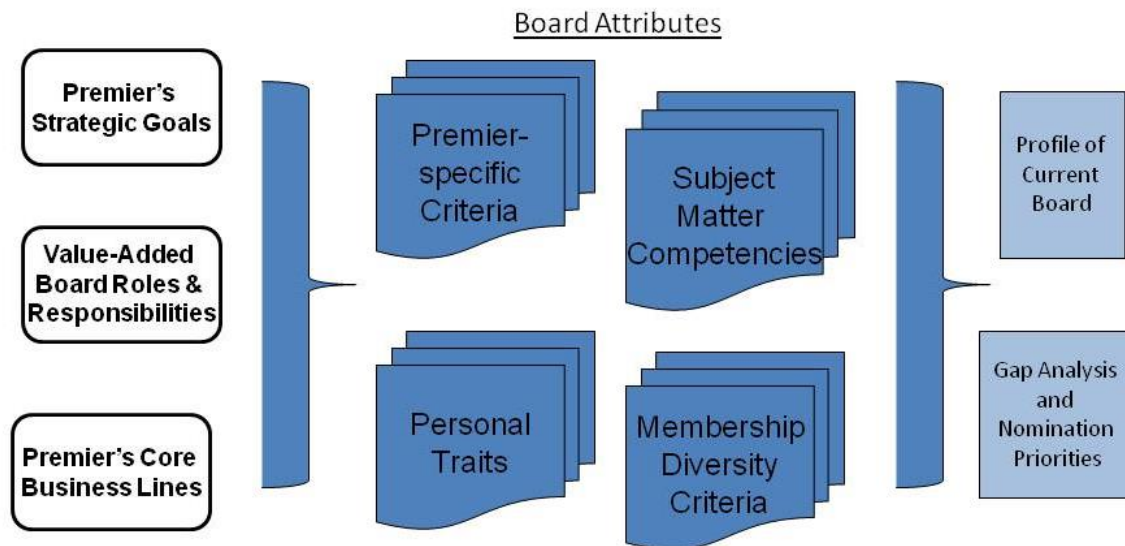 Board Attributes
Premier's
Strategic Goals
Value-Added
Board Roles &
Responsibilities
Premier's Core
Business Lines
Premier-
specific
Criteria
Subject
Matter
Competencies
Personal
Traits
Membership
Diversity
Criteria
Profile of
Current
Board
Gap Analysis
and
Nomination
Priorities